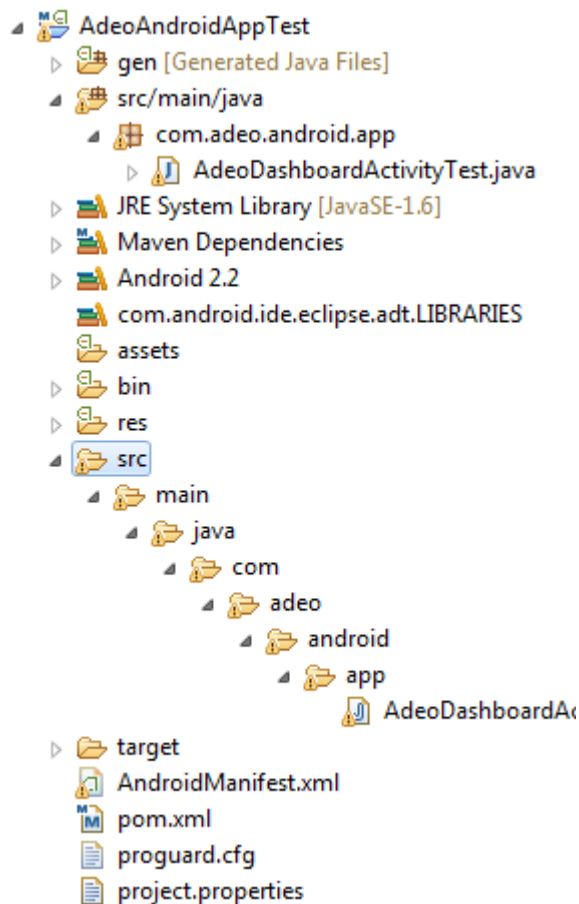 AdeoAndroidAppTest
gen [Generated Java Files]
src/main/java
com.adeo.android.app
AdeoDashboardActivityTest.java
JRE System Library [JavaSE-1.6]
Maven Dependencies
Android 2.2
com.android.ide.eclipse.adt.LIBRARIES
assets
bin
res
src
main
java
com
adeo
android
app
AdeoDashboardAc
target
AndroidManifest.xml
pom.xml
proguard.cfg
project.properties